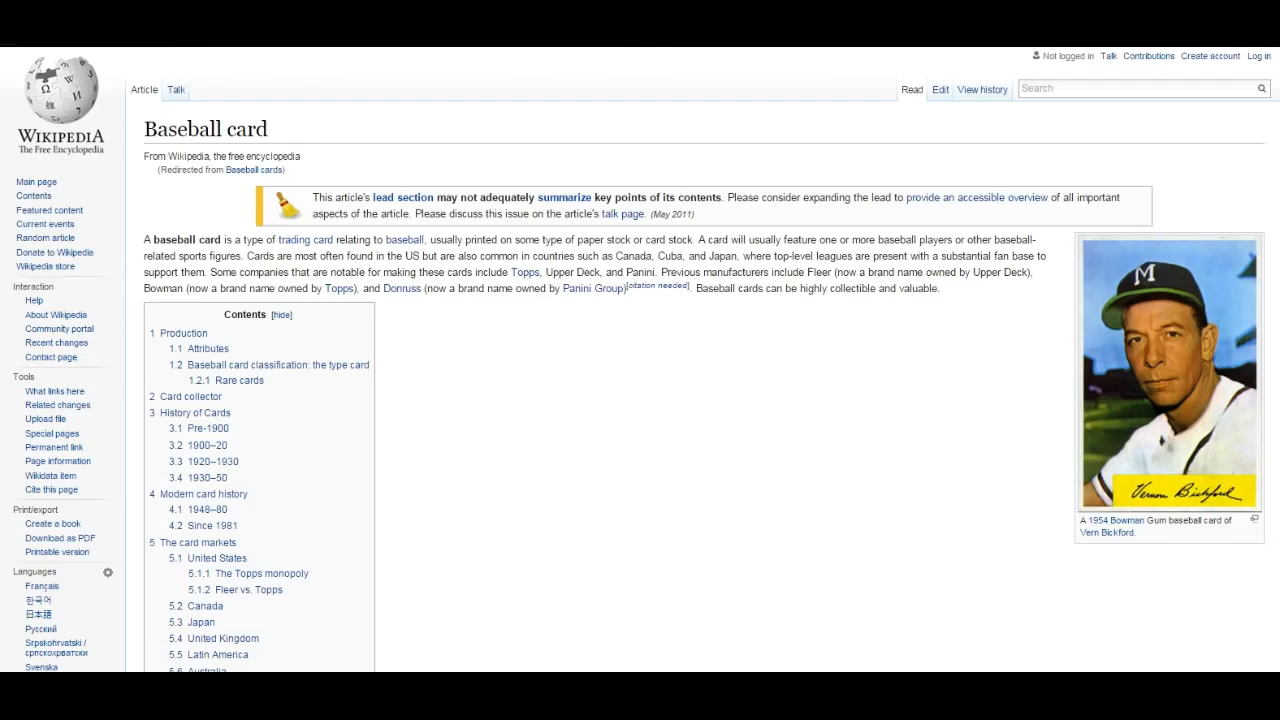 Not logged in Talk Contributions Create account Log in
Article Talk
Read Edit View history Search
WIKIPEDIA
The Free Encyclopedia
Main page
Contents
Featured content
Current events
Random article
Donate to Wikipedia
Wikipedia store
Interaction
Help
About Wikipedia
Community portal
Recent changes
Contact page
Tools
What links here
Related changes
Upload file
Special pages
Permanent link
Page information
Wikidata item
Cite this page
Print/export
Create a book
Download as PDF
Printable version
Languages
Français
한국어
日本語
Русский
Srpskohrvatski /
српскохрватски
Svenska
Baseball card
From Wikipedia, the free encyclopedia
(Redirected from Baseball cards)
This article's lead section may not adequately summarize key points of its contents. Please consider expanding the lead to provide an accessible overview of all important
aspects of the article. Please discuss this issue on the article's talk page. (May 2011)
A baseball card is a type of trading card relating to baseball, usually printed on some type of paper stock or card stock. A card will usually feature one or more baseball players or other baseball-
related sports figures. Cards are most often found in the US but are also common in countries such as Canada, Cuba, and Japan, where top-level leagues are present with a substantial fan base to
support them. Some companies that are notable for making these cards include Topps, Upper Deck, and Panini. Previous manufacturers include Fleer (now a brand name owned by Upper Deck),
Bowman (now a brand name owned by Topps), and Donruss (now a brand name owned by Panini Group)[citation needed]. Baseball cards can be highly collectible and valuable.
Contents [hide]
1 Production
1.1 Attributes
1.2 Baseball card classification: the type card
1.2.1 Rare cards
2 Card collector
3 History of Cards
3.1 Pre-1900
3.2 1900–20
3.3 1920–1930
3.4 1930–50
4 Modern card history
4.1 1948–80
4.2 Since 1981
5 The card markets
5.1 United States
5.1.1 The Topps monopoly
5.1.2 Fleer vs. Topps
5.2 Canada
5.3 Japan
5.4 United Kingdom
5.5 Latin America
5.6 Australia
M
Vernon Bickford
A 1954 Bowman Gum baseball card of
Vern Bickford.